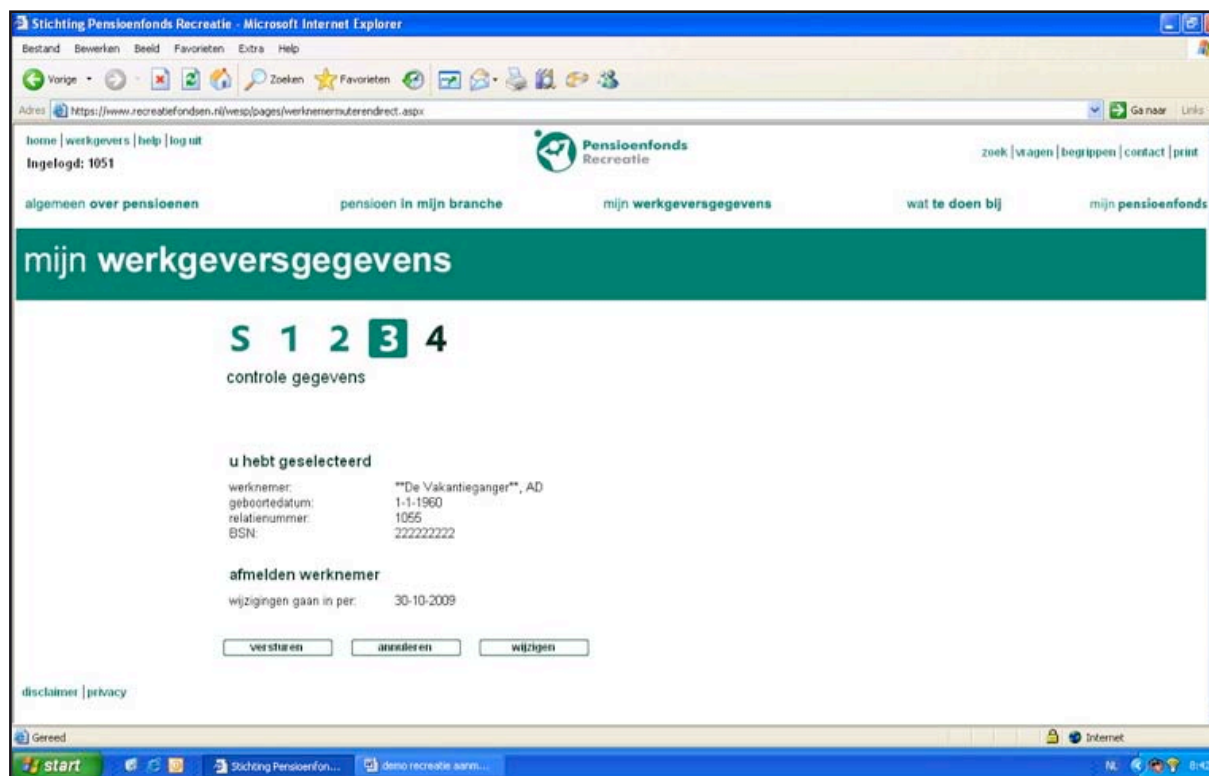 Stichting Pensioenfonds Recreatie - Microsoft Internet Explorer
Bestand Bewerken Beeld Favorieten Extra Help
Vorige Zoeken Favorieten
Adres https://www.recreatiefondsen.nl/wesp/pages/werknemermuterendirect.aspx Ga naar Links
home | werkgevers | help | log uit
Ingelogd: 1051
Pensioenfonds
Recreatie
zoek | vragen | begrippen | contact | print
algemeen over pensioenen pensioen in mijn branche mijn werkgeversgegevens wat te doen bij mijn pensioenfonds
mijn werkgeversgegevens
S 1 2 3 4
controle gegevens
u hebt geselecteerd
werknemer: **De Vakantieganger**, AD
geboortedatum: 1-1-1960
relatienummer: 1055
BSN: 222222222
afmelden werknemer
wijzigingen gaan in per: 30-10-2009
versturen annuleren wijzigen
disclaimer | privacy
Gereed Internet
start Stichting Pensioenfon... demo recreatie aanm... NL